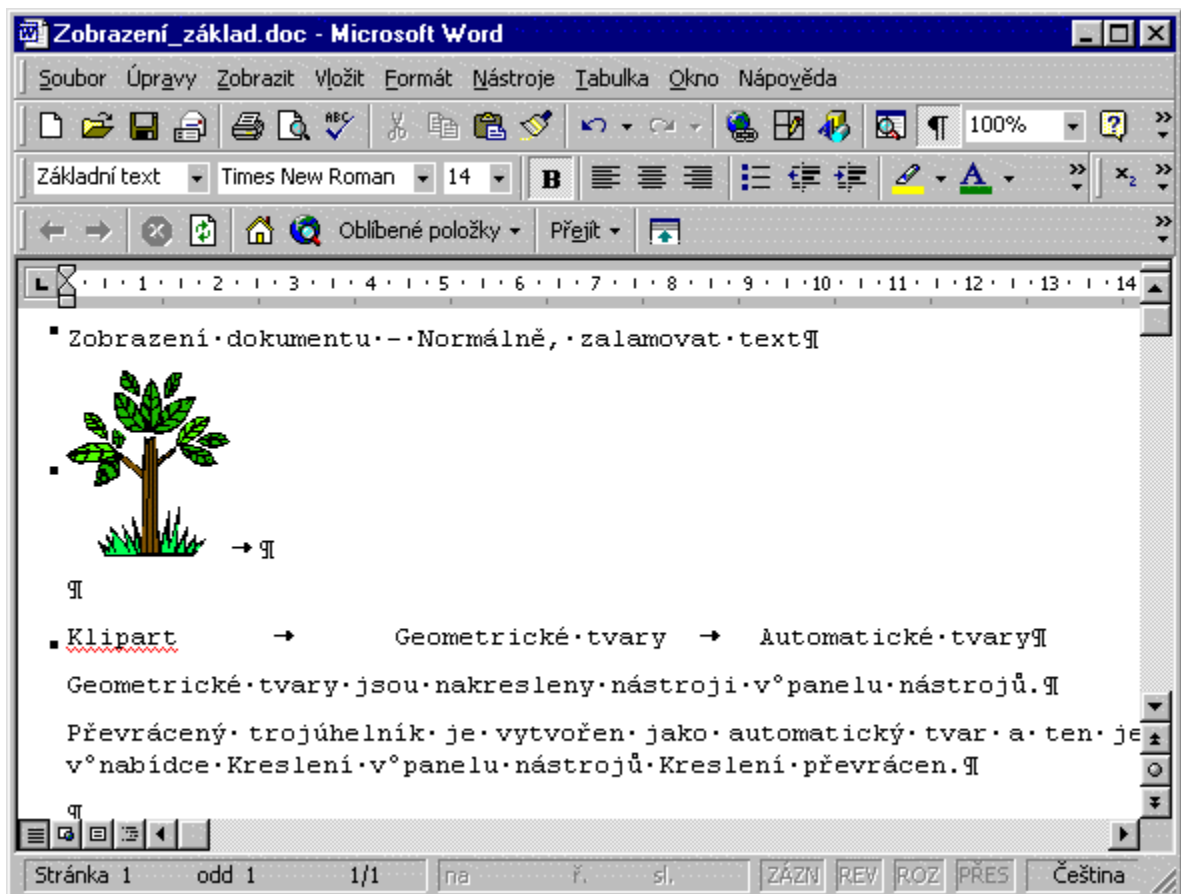 Zobrazení_základ.doc - Microsoft Word
Soubor Úpravy Zobrazit Vložit Formát Nástroje Tabulka Okno Nápověda
ABC ¶ 100% ?
Základní text Times New Roman 14 B A x₂
Oblíbené položky Přejít
L 1 2 3 4 5 6 7 8 9 10 11 12 13 14
Zobrazení·dokumentu·–·Normálně,·zalamovat·text¶
→¶
¶
Klipart → Geometrické·tvary → Automatické·tvary¶
Geometrické·tvary·jsou·nakresleny·nástroji·v°panelu·nástrojů.¶
Převrácený·trojúhelník·je·vytvořen·jako·automatický·tvar·a·ten·je
v°nabídce·Kreslení·v°panelu·nástrojů·Kreslení·převrácen.¶
¶
Stránka 1 odd 1 1/1 na ř. sl. ZÁZN REV ROZ PŘES Čeština